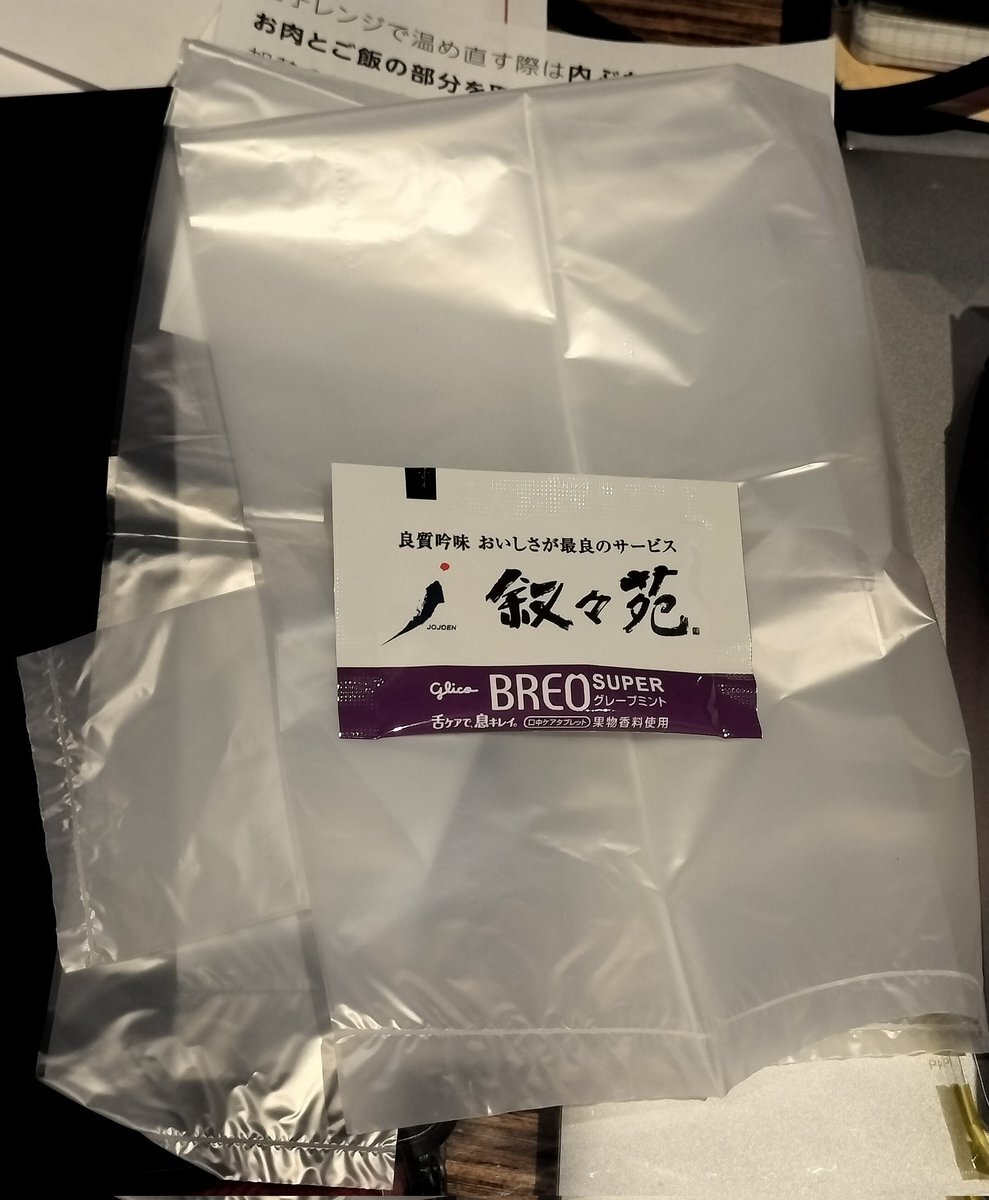 レンジで温め直す際は内ぶ
お肉とご飯の部分を
良質吟味 おいしさが最良のサービス
JOJOEN
叙々苑
glico BREO SUPER
グレープミント
舌ケアで、息キレイ。 口中ケアタブレット 果物香料使用